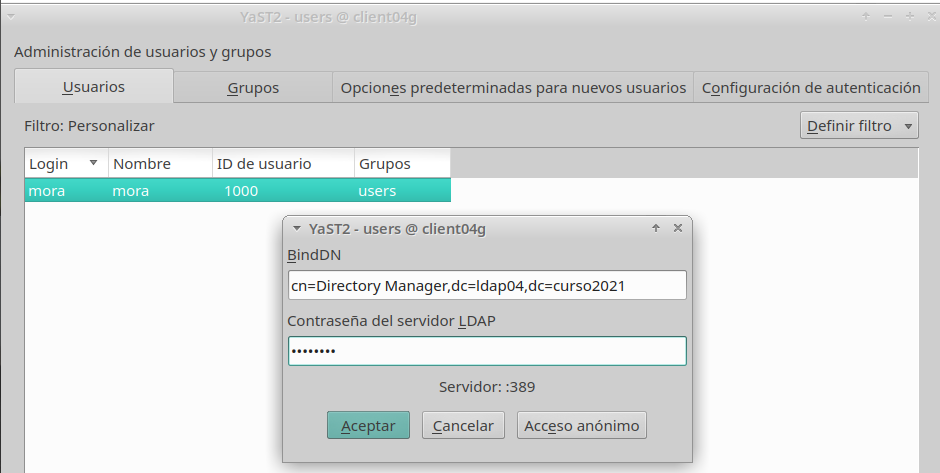 YaST2 - users @ client04g
Administración de usuarios y grupos
Usuarios Grupos Opciones predeterminadas para nuevos usuarios Configuración de autenticación
Filtro: Personalizar Definir filtro
Login Nombre ID de usuario Grupos
mora mora 1000 users
YaST2 - users @ client04g
BindDN
cn=Directory Manager,dc=ldap04,dc=curso2021
Contraseña del servidor LDAP
••••••••
Servidor: :389
Aceptar Cancelar Acceso anónimo